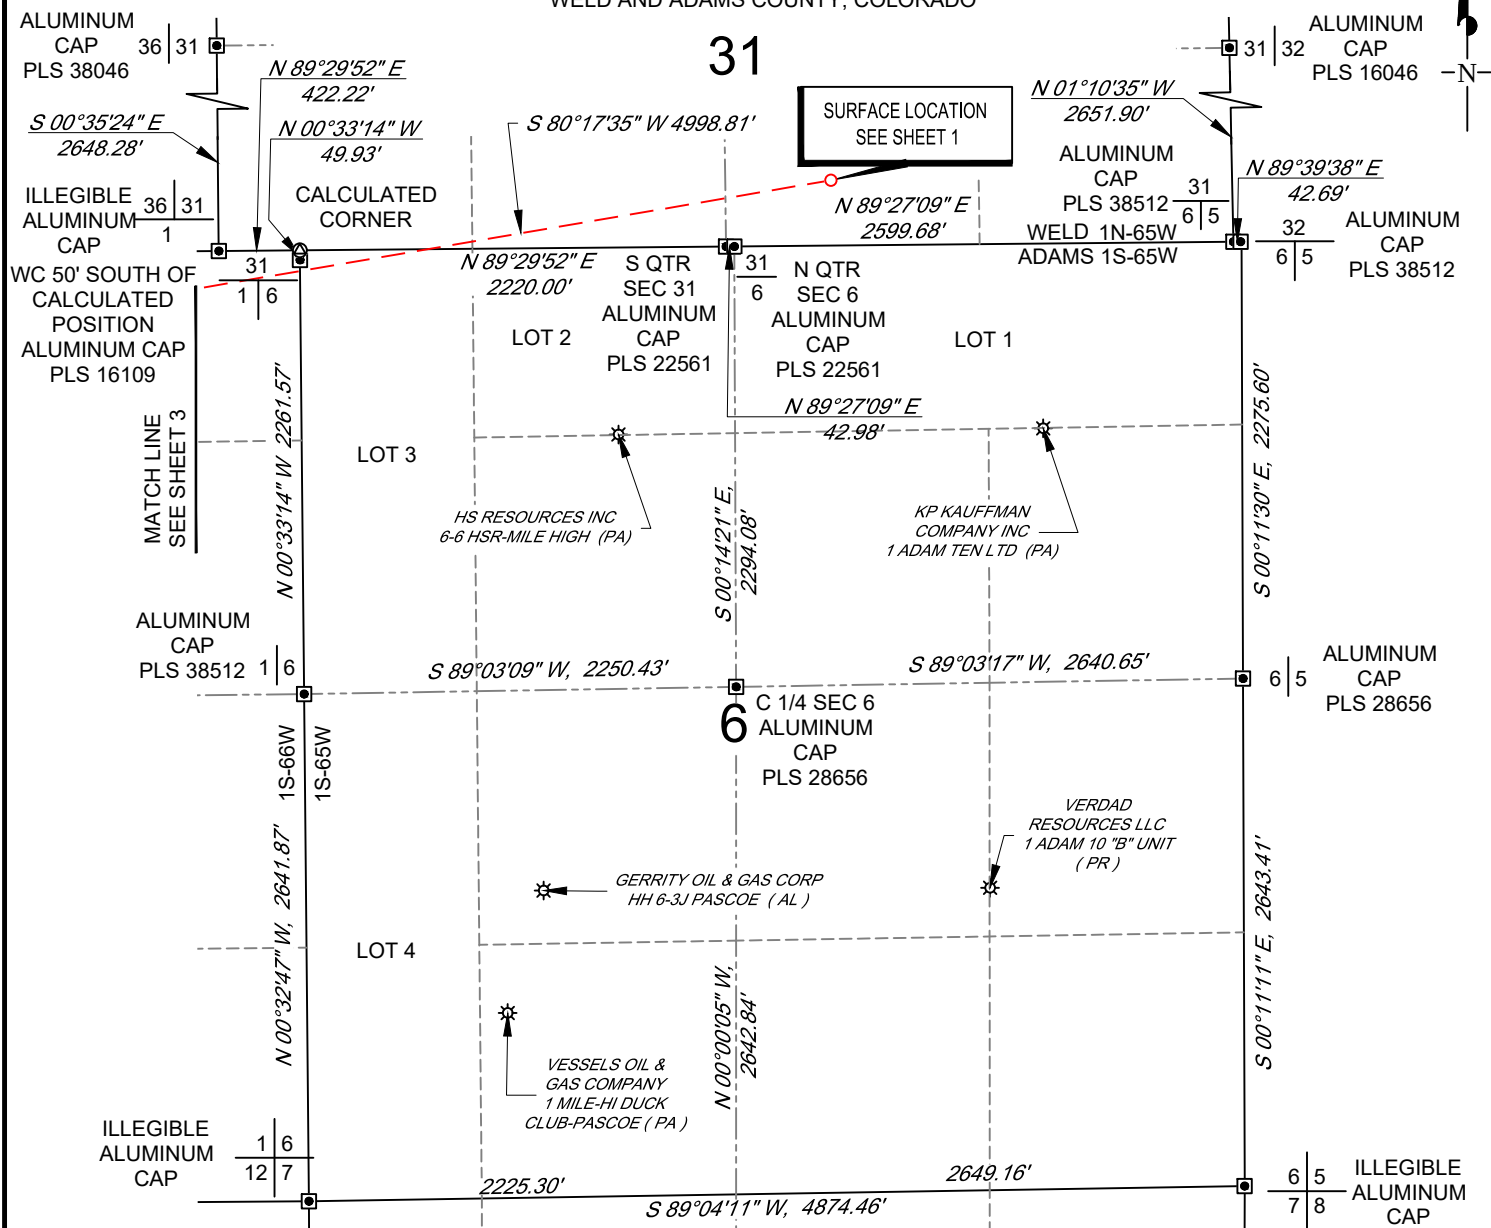 WELD AND ADAMS COUNTY, COLORADO
ALUMINUM
CAP
PLS 38046
36 31
31
31 32
ALUMINUM
CAP
PLS 16046
N
N 89°29'52" E
422.22'
S 00°35'24" E
2648.28'
N 00°33'14" W
49.93'
S 80°17'35" W 4998.81'
SURFACE LOCATION
SEE SHEET 1
N 01°10'35" W
2651.90'
ILLEGIBLE
ALUMINUM
CAP
36 31
1
CALCULATED
CORNER
N 89°27'09" E
2599.68'
ALUMINUM
CAP
PLS 38512
31
6 5
N 89°39'38" E
42.69'
32
6 5
ALUMINUM
CAP
PLS 38512
WELD 1N-65W
ADAMS 1S-65W
WC 50' SOUTH OF
CALCULATED
POSITION
ALUMINUM CAP
PLS 16109
31
1 6
N 89°29'52" E
2220.00'
S QTR
SEC 31
ALUMINUM
CAP
PLS 22561
31
6
N QTR
SEC 6
ALUMINUM
CAP
PLS 22561
LOT 2
LOT 1
N 89°27'09" E
42.98'
MATCH LINE
SEE SHEET 3
N 00°33'14" W 2261.57'
LOT 3
HS RESOURCES INC
6-6 HSR-MILE HIGH (PA)
S 00°14'21" E,
2294.08'
KP KAUFFMAN
COMPANY INC
1 ADAM TEN LTD (PA)
S 00°11'30" E, 2275.60'
ALUMINUM
CAP
PLS 38512
1 6
S 89°03'09" W, 2250.43'
S 89°03'17" W, 2640.65'
6 5
ALUMINUM
CAP
PLS 28656
6
C 1/4 SEC 6
ALUMINUM
CAP
PLS 28656
1S-66W
1S-65W
N 00°32'47" W, 2641.87'
GERRITY OIL & GAS CORP
HH 6-3J PASCOE ( AL )
VERDAD
RESOURCES LLC
1 ADAM 10 "B" UNIT
( PR )
S 00°11'11" E, 2643.41'
LOT 4
N 00°00'05" W,
2642.84'
VESSELS OIL &
GAS COMPANY
1 MILE-HI DUCK
CLUB-PASCOE ( PA )
ILLEGIBLE
ALUMINUM
CAP
1 6
12 7
2225.30'
2649.16'
S 89°04'11" W, 4874.46'
6 5
7 8
ILLEGIBLE
ALUMINUM
CAP